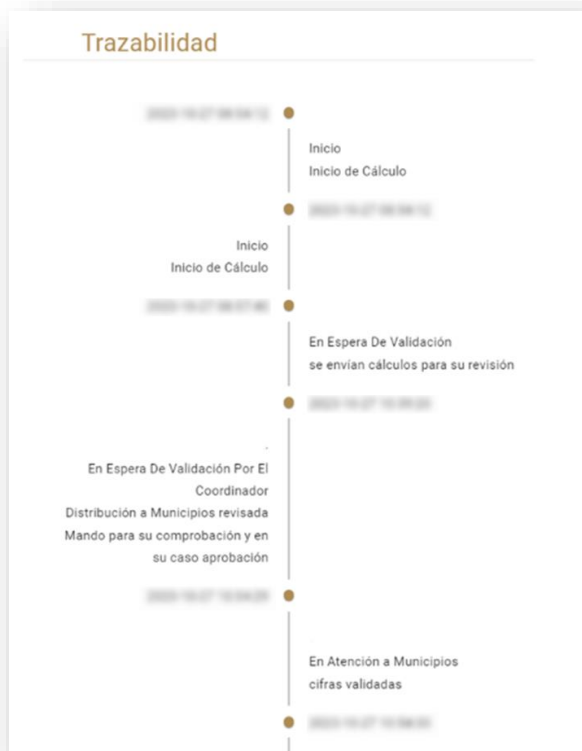 Trazabilidad
Inicio
Inicio de Cálculo
Inicio
Inicio de Cálculo
En Espera De Validación
se envían cálculos para su revisión
.
En Espera De Validación Por El
Coordinador
Distribución a Municipios revisada
Mando para su comprobación y en
su caso aprobación
En Atención a Municipios
cifras validadas